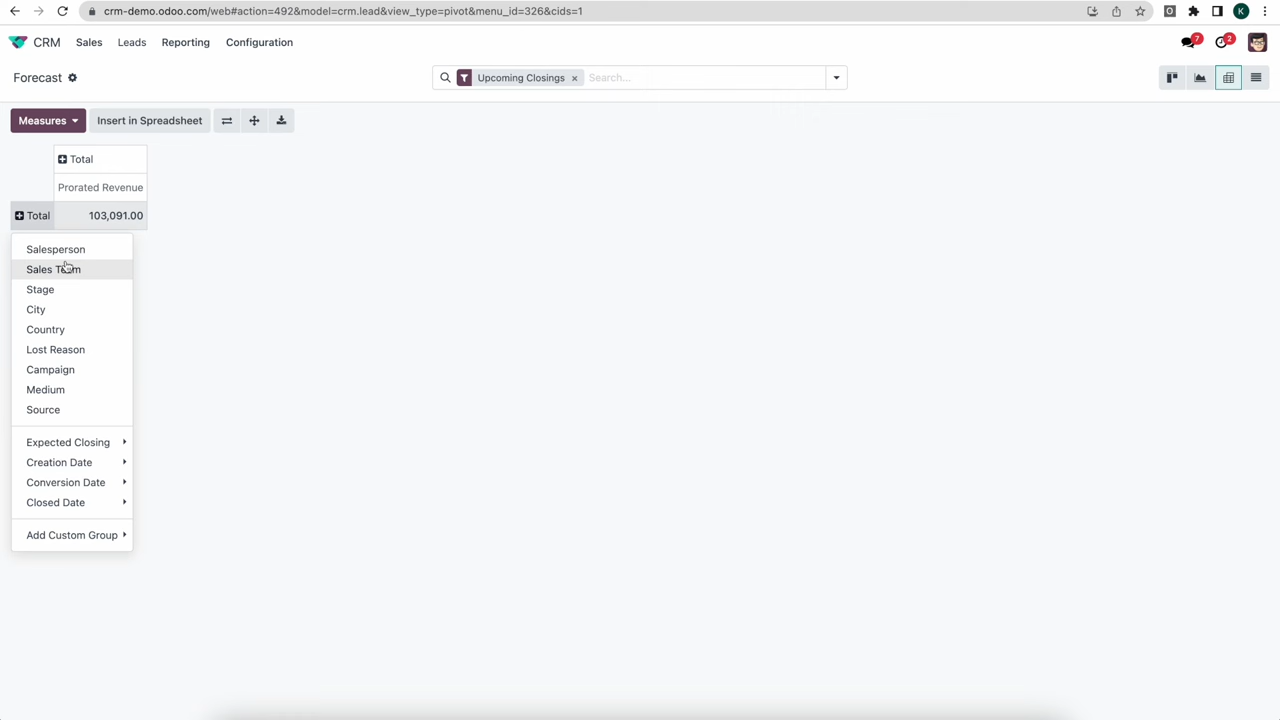 crm-demo.odoo.com/web#action=492&model=crm.lead&view_type=pivot&menu_id=326&cids=1
K
CRM Sales Leads Reporting Configuration
7 2
Forecast
Upcoming Closings × Search...
Measures Insert in Spreadsheet
Total
Prorated Revenue
Total 103,091.00
Salesperson
Sales Team
Stage
City
Country
Lost Reason
Campaign
Medium
Source
Expected Closing
Creation Date
Conversion Date
Closed Date
Add Custom Group